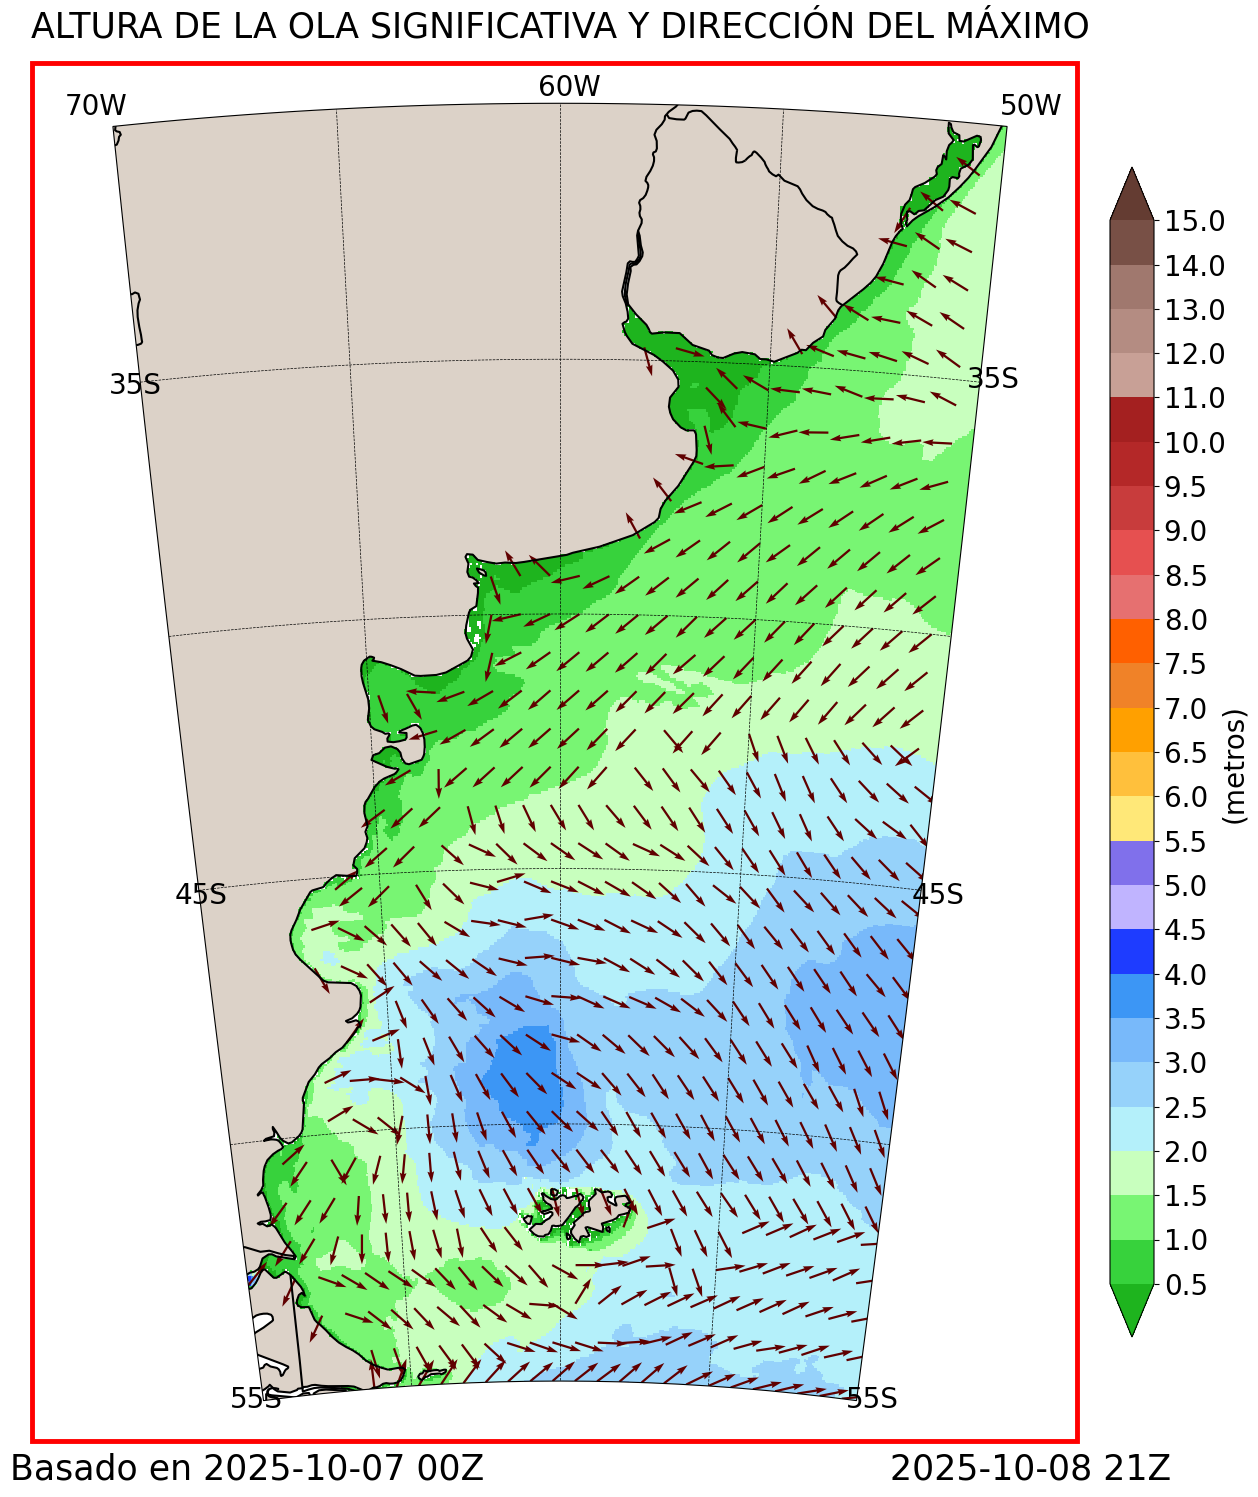 ALTURA DE LA OLA SIGNIFICATIVA Y DIRECCIÓN DEL MÁXIMO
70W
60W
50W
35S
35S
45S
45S
55S
55S
15.0
14.0
13.0
12.0
11.0
10.0
9.5
9.0
8.5
8.0
7.5
7.0
6.5
6.0
5.5
5.0
4.5
4.0
3.5
3.0
2.5
2.0
1.5
1.0
0.5
(metros)
Basado en 2025-10-07 00Z
2025-10-08 21Z